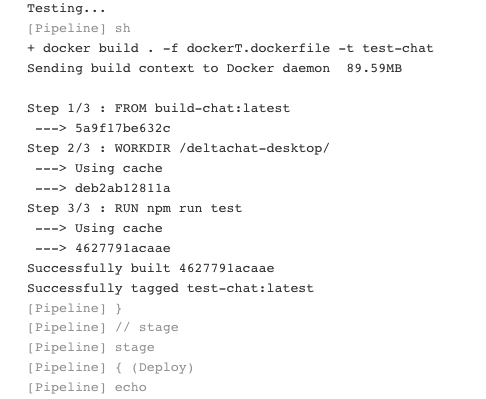 Testing...
[Pipeline] sh
+ docker build . -f dockerT.dockerfile -t test-chat
Sending build context to Docker daemon  89.59MB

Step 1/3 : FROM build-chat:latest
 ---> 5a9f17be632c
Step 2/3 : WORKDIR /deltachat-desktop/
 ---> Using cache
 ---> deb2ab12811a
Step 3/3 : RUN npm run test
 ---> Using cache
 ---> 4627791acaae
Successfully built 4627791acaae
Successfully tagged test-chat:latest
[Pipeline] }
[Pipeline] // stage
[Pipeline] stage
[Pipeline] { (Deploy)
[Pipeline] echo